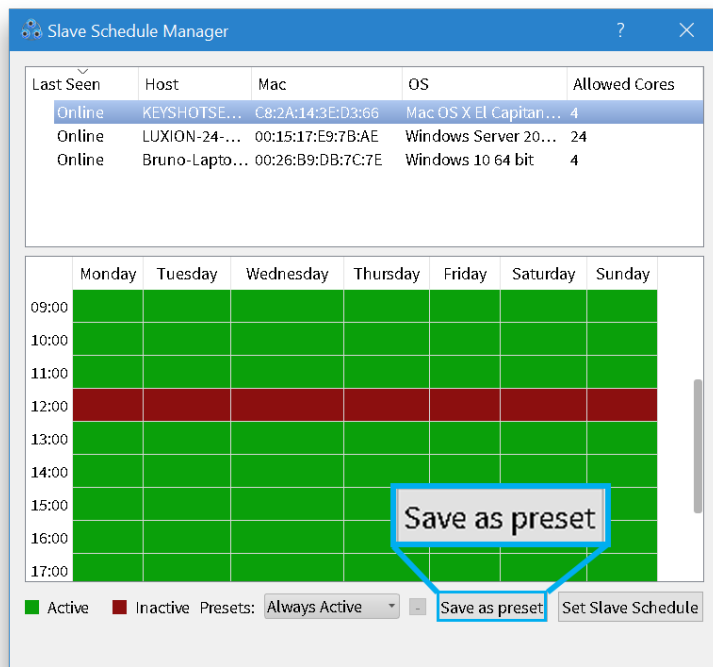 Slave Schedule Manager ?
Last Seen Host Mac OS Allowed Cores
Online KEYSHOTSE... C8:2A:14:3E:D3:66 Mac OS X El Capitan... 4
Online LUXION-24-... 00:15:17:E9:7B:AE Windows Server 20... 24
Online Bruno-Lapto... 00:26:B9:DB:7C:7E Windows 10 64 bit 4
Monday Tuesday Wednesday Thursday Friday Saturday Sunday
09:00
10:00
11:00
12:00
13:00
14:00
15:00
Save as preset
16:00
17:00
Active Inactive Presets: Always Active - Save as preset Set Slave Schedule